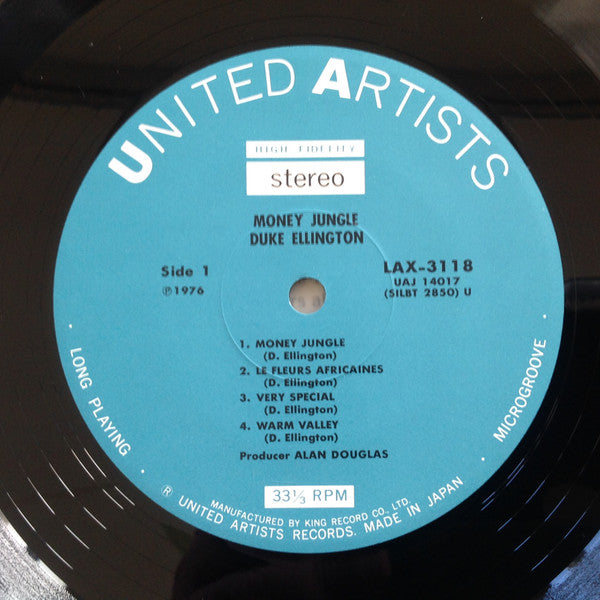 UNITED ARTISTS
HIGH FIDELITY
stereo
MONEY JUNGLE
DUKE ELLINGTON
Side 1
℗1976
LAX-3118
UAJ 14017
(SILBT 2850) U
1. MONEY JUNGLE
(D. Ellington)
2. LE FLEURS AFRICAINES
(D. Ellington)
3. VERY SPECIAL
(D. Ellington)
4. WARM VALLEY
(D. Ellington)
Producer ALAN DOUGLAS
· LONG PLAYING ·
· MICROGROOVE ·
33⅓ RPM
MANUFACTURED BY KING RECORD CO., LTD.
® UNITED ARTISTS RECORDS. MADE IN JAPAN